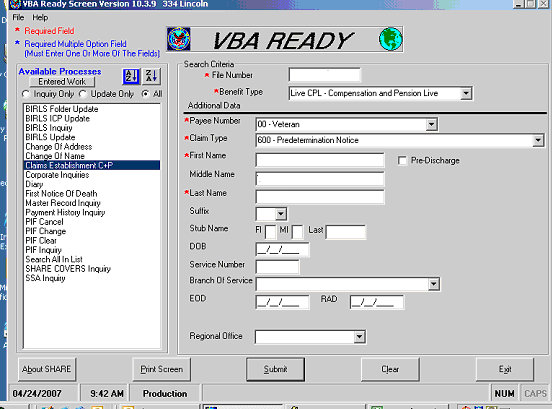 VBA Ready Screen Version 10.3.9 334 Lincoln
File Help
* Required Field
* Required Multiple Option Field
(Must Enter One Or More Of The Fields)
VBA READY
Available Processes
Entered Work
A Z
Z A
Inquiry Only Update Only All
BIRLS Folder Update
BIRLS ICP Update
BIRLS Inquiry
BIRLS Update
Change Of Address
Change Of Name
Claims Establishment C+P
Corporate Inquiries
Diary
First Notice Of Death
Master Record Inquiry
Payment History Inquiry
PIF Cancel
PIF Change
PIF Clear
PIF Inquiry
Search All In List
SHARE COVERS Inquiry
SSA Inquiry
Search Criteria
* File Number
* Benefit Type Live CPL - Compensation and Pension Live
Additional Data
* Payee Number 00 - Veteran
* Claim Type 600 - Predetermination Notice
* First Name Pre-Discharge
Middle Name
* Last Name
Suffix
Stub Name FI MI Last
DOB __/__/____
Service Number
Branch Of Service
EOD __/__/____ RAD __/__/____
Regional Office
About SHARE Print Screen Submit Clear Exit
04/24/2007 9:42 AM Production NUM CAPS